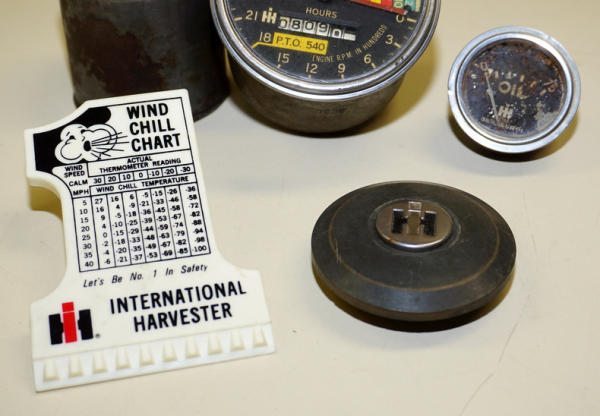 HOURS
21 IH 08090 0
18 P.T.O. 540 3
15 12 9 6
ENGINE R.P.M. IN HUNDREDS
OIL
IH
IH
WIND
CHILL
CHART
WIND SPEED ACTUAL THERMOMETER READING
CALM 30 20 10 0 -10 -20 -30
MPH WIND CHILL TEMPERATURE
5 27 16 6 -5 -15 -26 -36
10 16 4 -9 -21 -33 -46 -58
15 9 -5 -18 -36 -45 -58 -72
20 4 -10 -25 -39 -53 -67 -82
25 0 -15 -29 -44 -59 -74 -88
30 -2 -18 -33 -48 -63 -79 -94
35 -4 -20 -35 -49 -67 -82 -98
40 -6 -21 -37 -53 -69 -85 -100
Let's Be No. 1 In Safety
IH ® INTERNATIONAL
HARVESTER